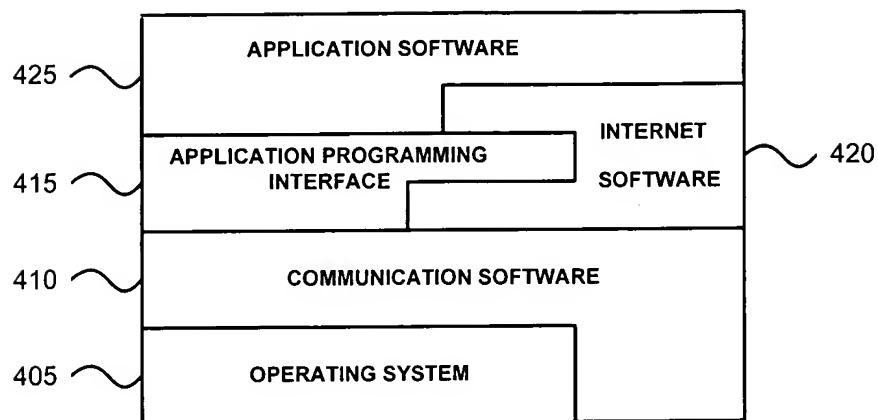 APPLICATION SOFTWARE
425
INTERNET
SOFTWARE
420
APPLICATION PROGRAMMING
INTERFACE
415
COMMUNICATION SOFTWARE
410
OPERATING SYSTEM
405